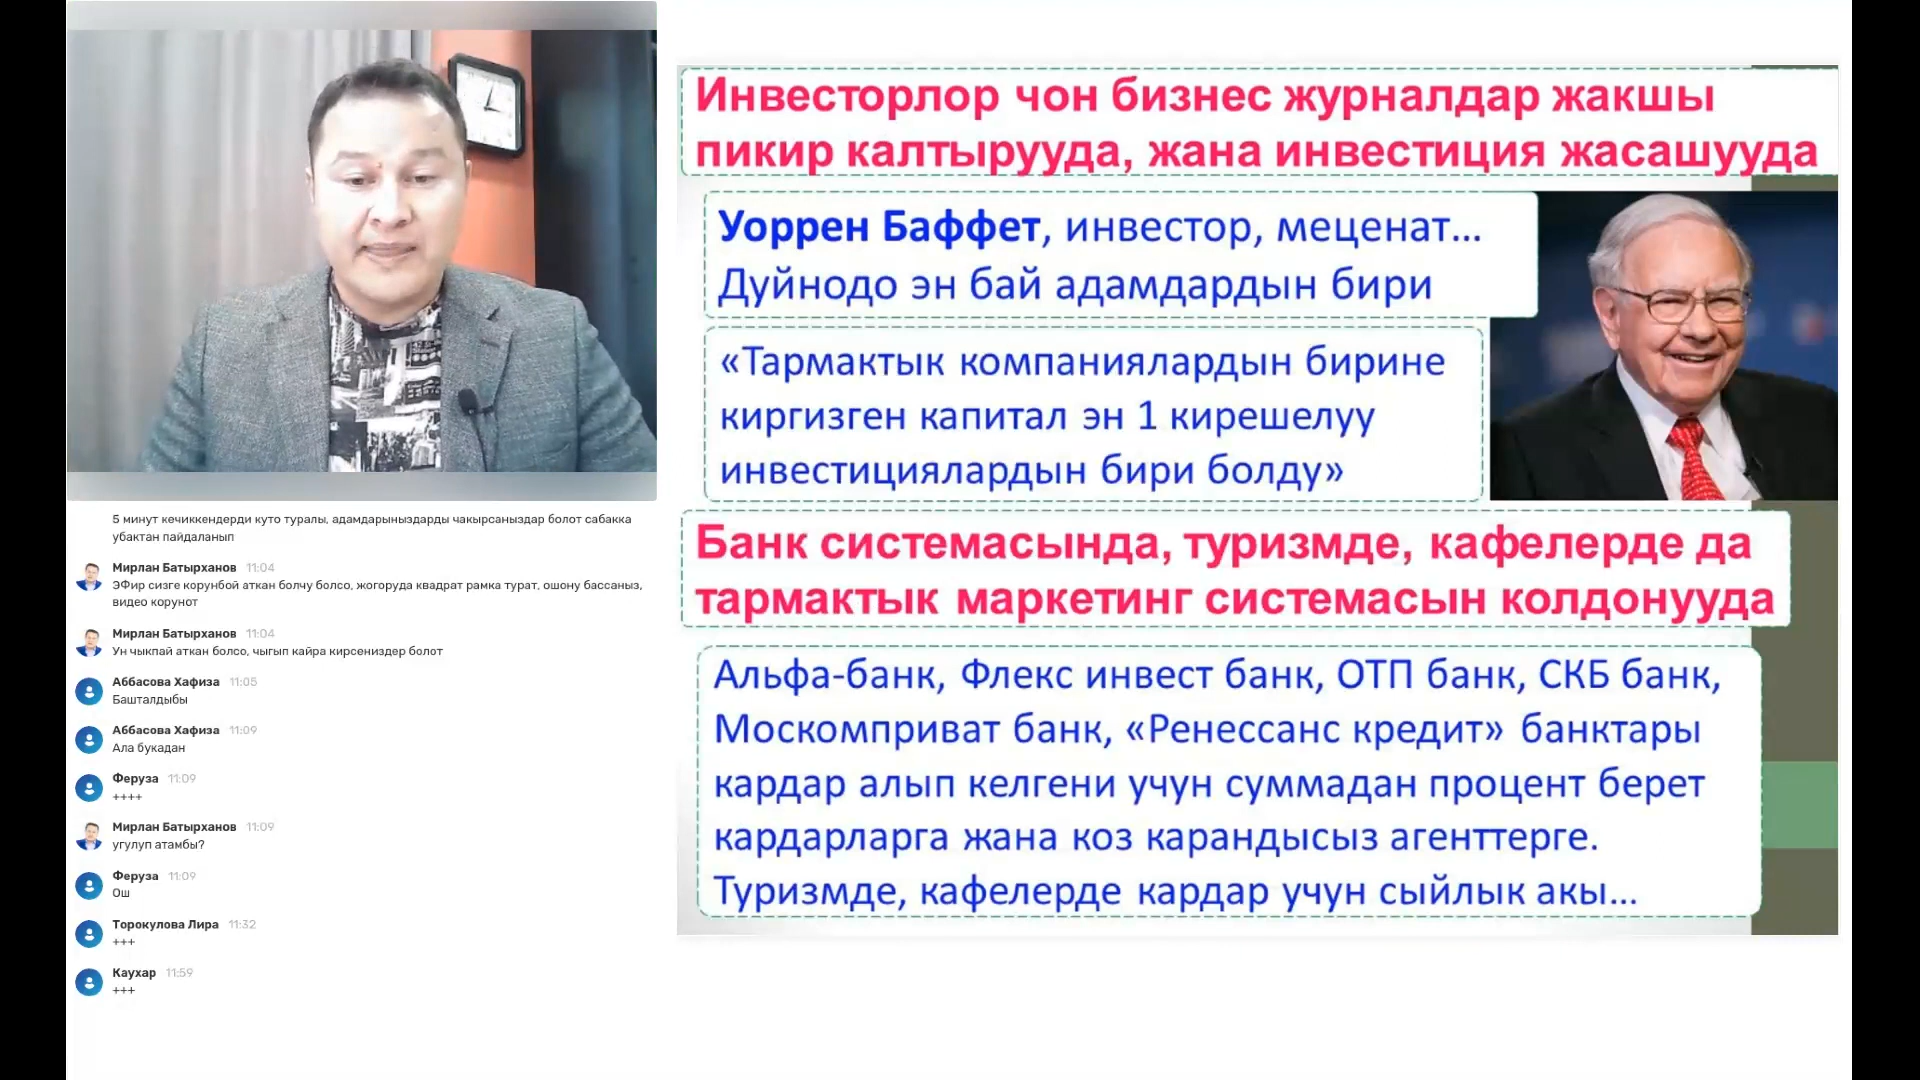 Инвесторлор чон бизнес журналдар жакшы
пикир калтырууда, жана инвестиция жасашууда
Уоррен Баффет, инвестор, меценат...
Дуйнодо эн бай адамдардын бири
«Тармактык компаниялардын бирине
киргизген капитал эн 1 кирешелуу
инвестициялардын бири болду»
Банк системасында, туризмде, кафелерде да
тармактык маркетинг системасын колдонууда
Альфа-банк, Флекс инвест банк, ОТП банк, СКБ банк,
Москомприват банк, «Ренессанс кредит» банктары
кардар алып келгени учун суммадан процент берет
кардарларга жана коз карандысыз агенттерге.
Туризмде, кафелерде кардар учун сыйлык акы...
5 минут кечиккендерди куто туралы, адамдарыныздарды чакырсаныздар болот сабакка
убактан пайдаланып
Мирлан Батырханов 11:04
ЭФир сизге корунбой аткан болчу болсо, жогоруда квадрат рамка турат, ошону бассаныз,
видео корунот
Мирлан Батырханов 11:04
Ун чыкпай аткан болсо, чыгып кайра кирсениздер болот
Аббасова Хафиза 11:05
Башталдыбы
Аббасова Хафиза 11:09
Ала букадан
Феруза 11:09
++++
Мирлан Батырханов 11:09
угулуп атамбы?
Феруза 11:09
Ош
Торокулова Лира 11:32
+++
Каухар 11:59
+++